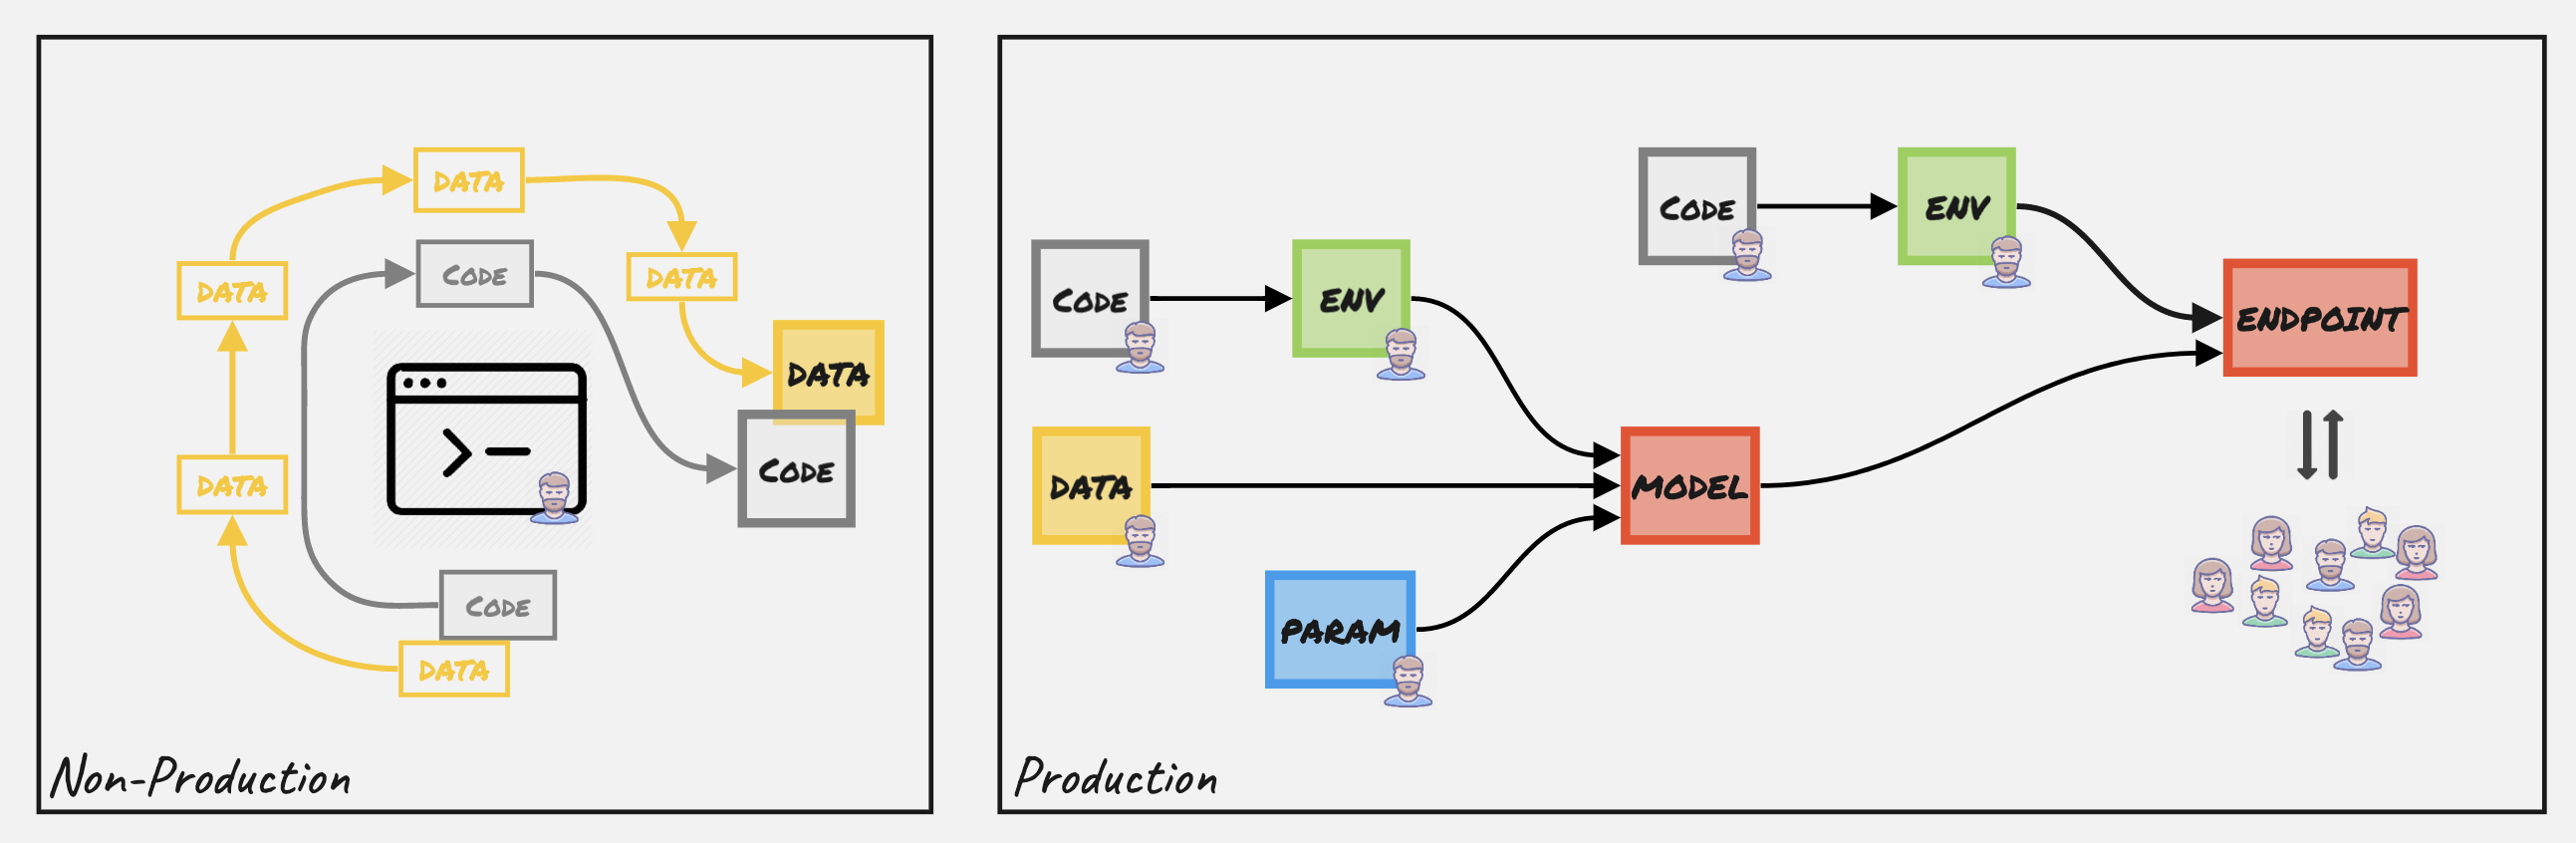 DATA
CODE
DATA
DATA
DATA
CODE
DATA
CODE
DATA
Non-Production
CODE
ENV
CODE
ENV
ENDPOINT
DATA
MODEL
PARAM
Production